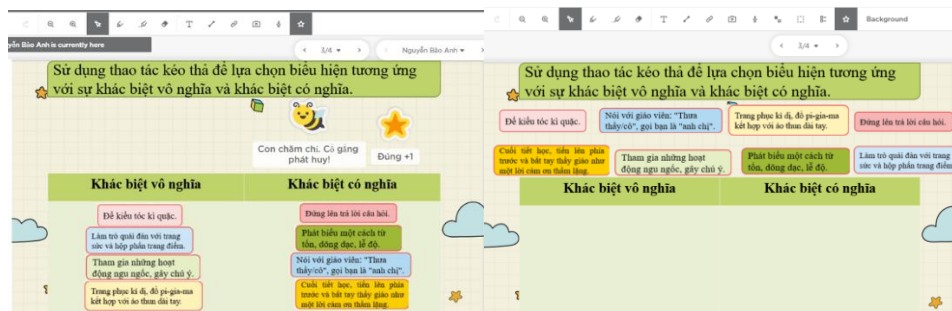 yễn Bảo Anh is currently here
3/4
Nguyễn Bảo Anh
Sử dụng thao tác kéo thả để lựa chọn biểu hiện tương ứng
với sự khác biệt vô nghĩa và khác biệt có nghĩa.
Con chăm chỉ. Cố gắng
phát huy!
Đúng +1
Khác biệt vô nghĩa
Khác biệt có nghĩa
Để kiểu tóc kì quặc.
Làm trò quái đản với trang
sức và hộp phấn trang điểm.
Tham gia những hoạt
động ngu ngốc, gây chú ý.
Trang phục kì dị, đồ pi-gia-ma
kết hợp với áo thun dài tay.
Đứng lên trả lời câu hỏi.
Phát biểu một cách từ
tốn, dõng dạc, lễ độ.
Nói với giáo viên: "Thưa
thầy/cô", gọi bạn là "anh chị".
Cuối tiết học, tiến lên phía
trước và bắt tay thầy giáo như
một lời cảm ơn thầm lặng.
Background
3/4
Sử dụng thao tác kéo thả để lựa chọn biểu hiện tương ứng
với sự khác biệt vô nghĩa và khác biệt có nghĩa.
Để kiểu tóc kì quặc.
Nói với giáo viên: "Thưa
thầy/cô", gọi bạn là "anh chị".
Trang phục kì dị, đồ pi-gia-ma
kết hợp với áo thun dài tay.
Đứng lên trả lời câu hỏi.
Cuối tiết học, tiến lên phía
trước và bắt tay thầy giáo như
một lời cảm ơn thầm lặng.
Tham gia những hoạt
động ngu ngốc, gây chú ý.
Phát biểu một cách từ
tốn, dõng dạc, lễ độ.
Làm trò quái đản với trang
sức và hộp phấn trang điểm
Khác biệt vô nghĩa
Khác biệt có nghĩa